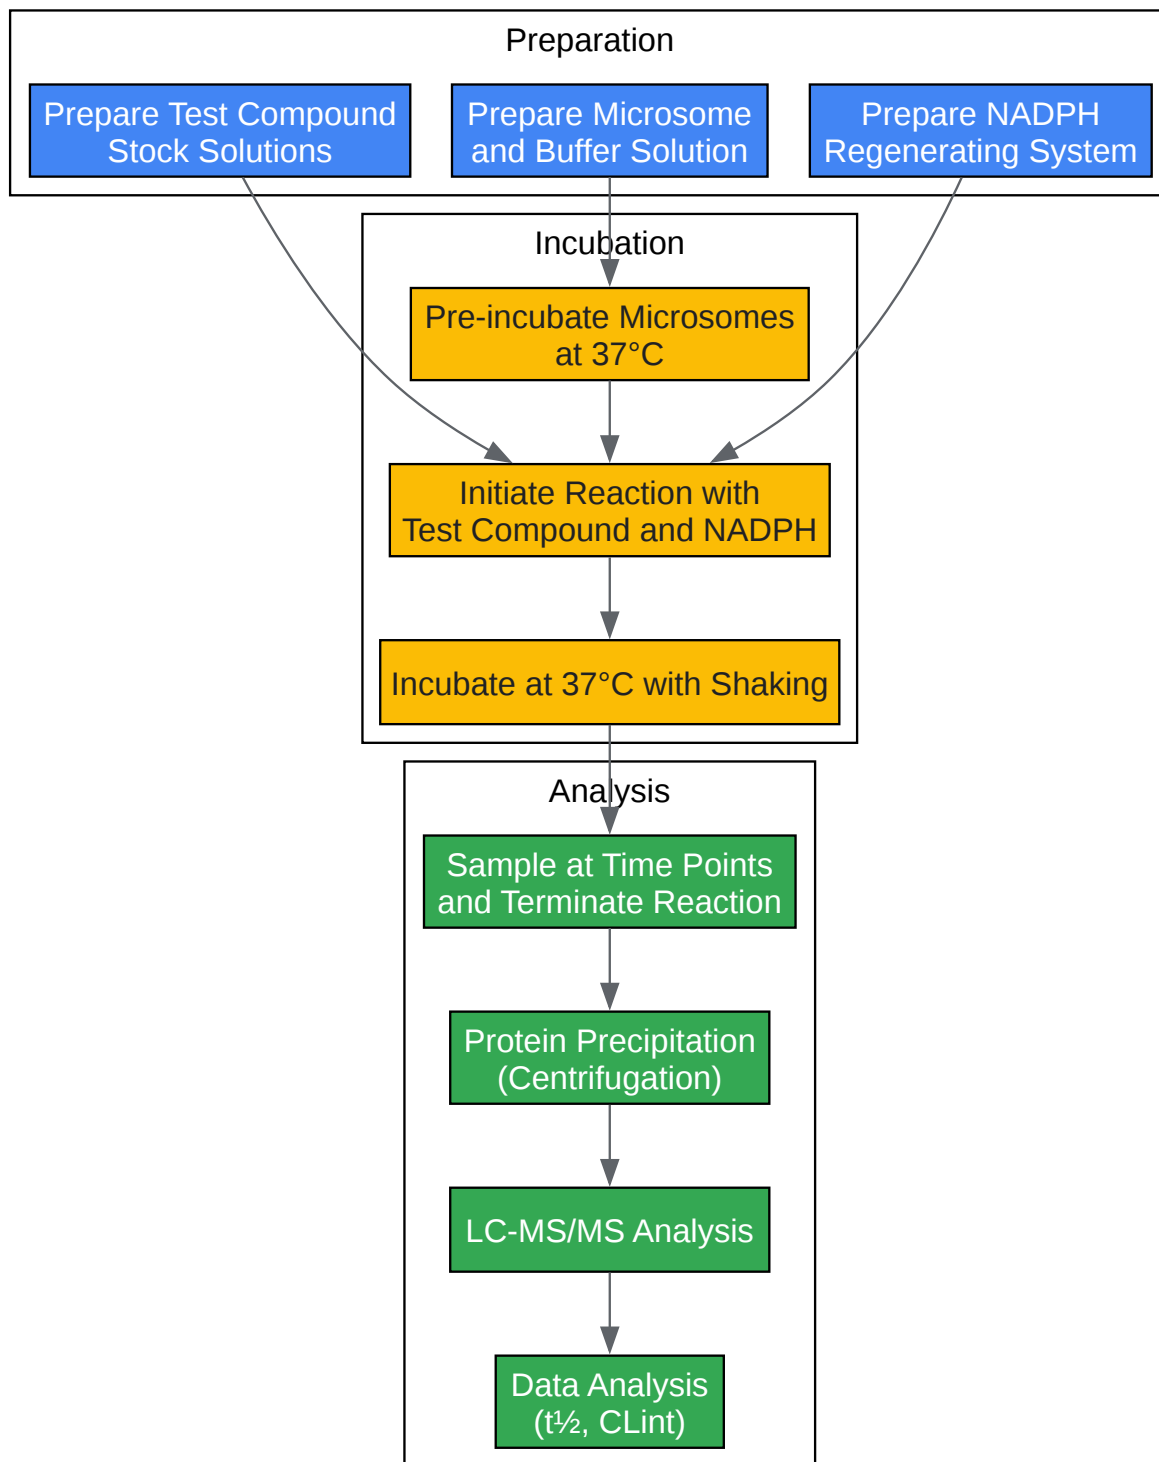 Preparation
Prepare Test Compound
Stock Solutions
Prepare Microsome
and Buffer Solution
Prepare NADPH
Regenerating System
Incubation
Pre-incubate Microsomes
at 37°C
Initiate Reaction with
Test Compound and NADPH
Incubate at 37°C with Shaking
Analysis
Sample at Time Points
and Terminate Reaction
Protein Precipitation
(Centrifugation)
LC-MS/MS Analysis
Data Analysis
(t½, CLint)